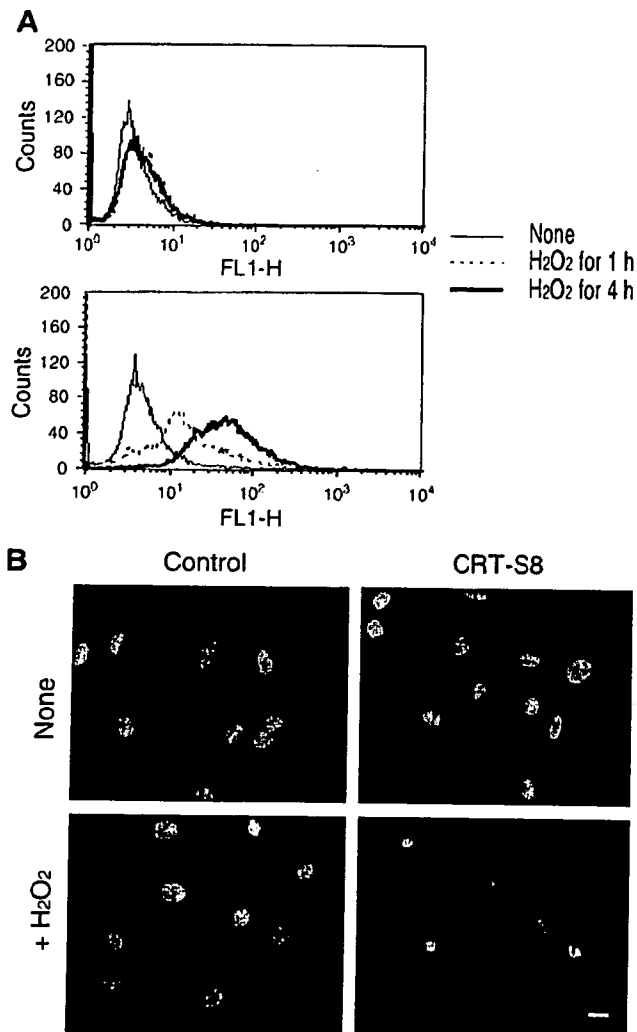 A
200
160
120
80
40
0
Counts
10⁰ 10¹ 10² 10³ 10⁴
FL1-H
None
H₂O₂ for 1 h
H₂O₂ for 4 h
200
160
120
80
40
0
Counts
10⁰ 10¹ 10² 10³ 10⁴
FL1-H
B
Control CRT-S8
None
+ H₂O₂